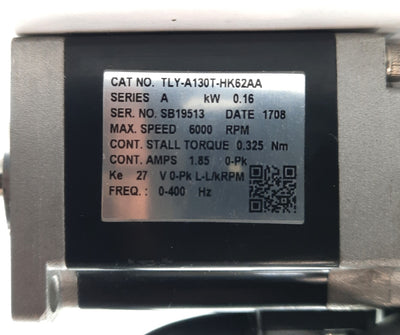 CAT NO. TLY-A130T-HK62AA
SERIES A kW 0.16
SER. NO. SB19513 DATE 1708
MAX. SPEED 6000 RPM
CONT. STALL TORQUE 0.325 Nm
CONT. AMPS 1.85 0-Pk
Ke 27 V 0-Pk L-L/kRPM
FREQ. : 0-400 Hz